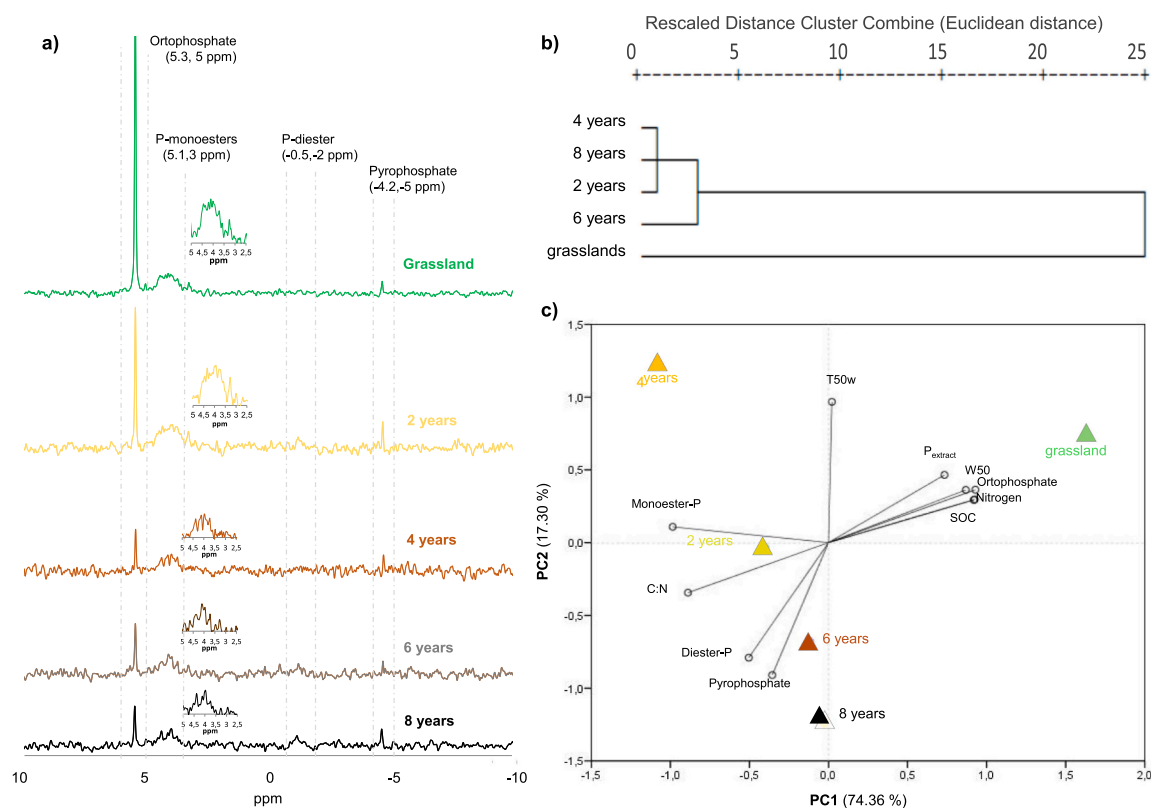 a)
Ortophosphate
(5.3, 5 ppm)
P-monoesters
(5.1,3 ppm)
P-diester
(-0.5,-2 ppm)
Pyrophosphate
(-4.2,-5 ppm)
5 4,5 4 3,5 3 2,5
ppm
Grassland
5 4,5 4 3,5 3 2,5
ppm
2 years
5 4,5 4 3,5 3 2,5
ppm
4 years
5 4,5 4 3,5 3 2,5
ppm
6 years
5 4,5 4 3,5 3 2,5
ppm
8 years
10 5 0 -5 -10
ppm
b)
Rescaled Distance Cluster Combine (Euclidean distance)
0 5 10 15 20 25
4 years
8 years
2 years
6 years
grasslands
c)
1,5
1,0
0,5
0,0
-0,5
-1,0
-1,5
PC2 (17.30 %)
4 years
T50w
grassland
Pextract
W50
Ortophosphate
Nitrogen
SOC
Monoester-P
2 years
C:N
6 years
Diester-P
Pyrophosphate
8 years
-1,5 -1,0 -0,5 0,0 0,5 1,0 1,5 2,0
PC1 (74.36 %)